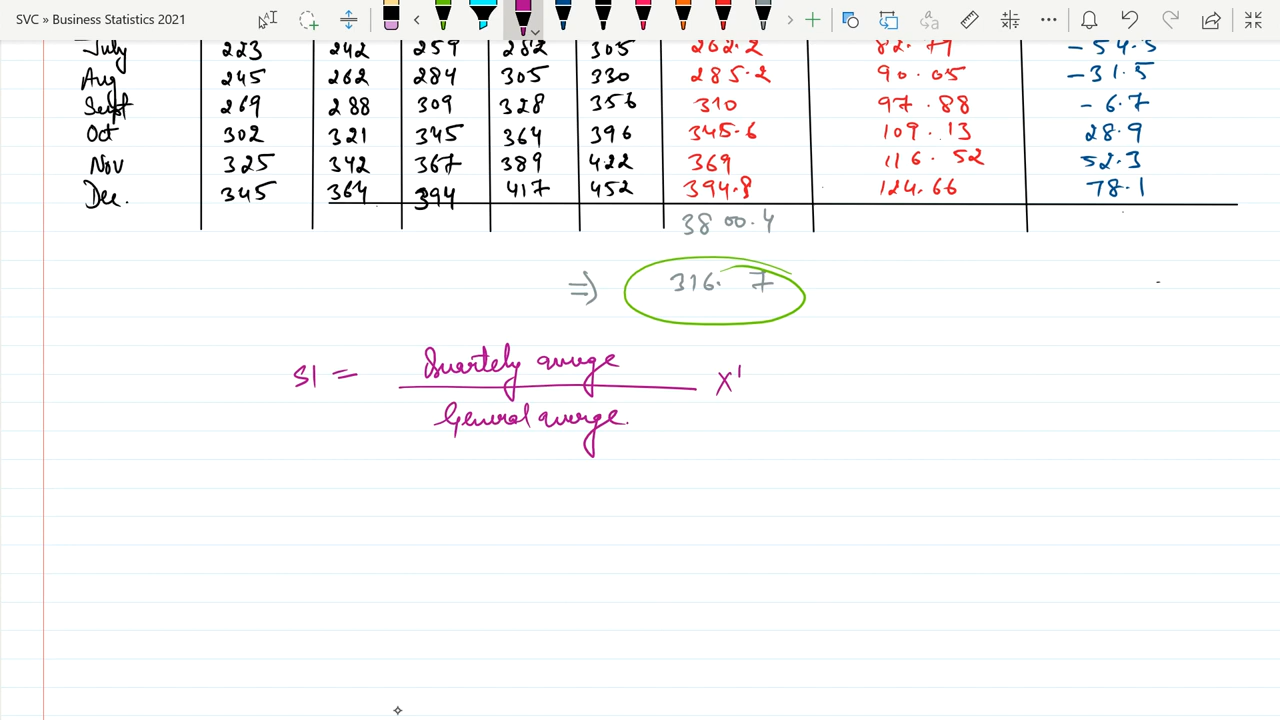 SVC » Business Statistics 2021
July 223 242 259 282 305 262.2 82.79 -54.5
Aug 245 262 284 305 330 285.2 90.05 -31.5
Sept 269 288 309 328 356 310 97.88 -6.7
Oct 302 321 345 364 396 345.6 109.13 28.9
Nov 325 342 367 389 422 369 116.52 52.3
Dec. 345 364 394 417 452 394.8 124.66 78.1
3800.4
⇒ 316.7
SI = Quartely average X1
General average.